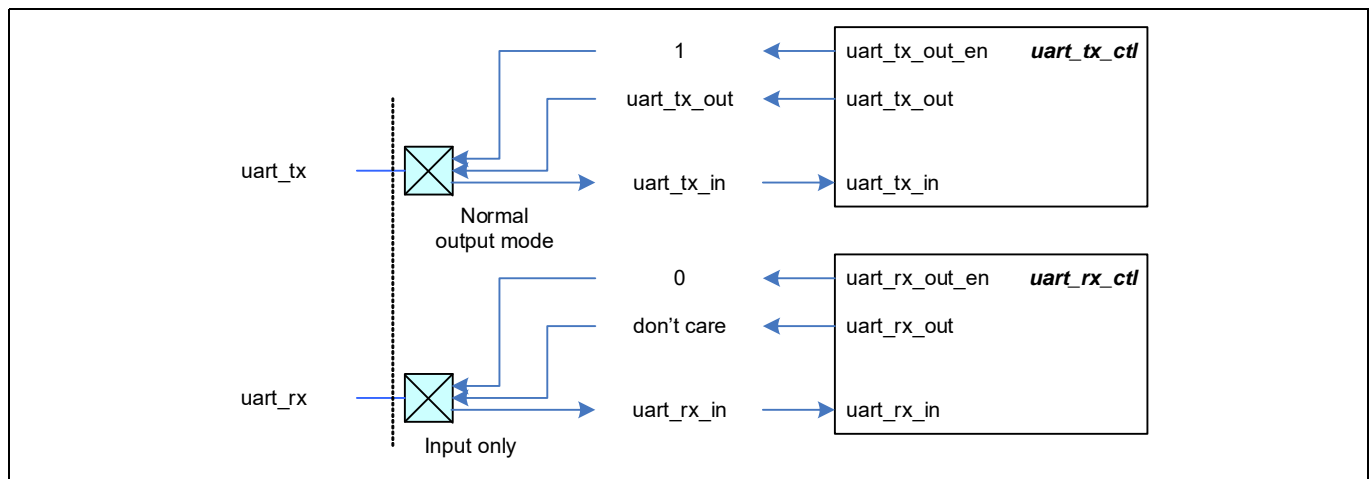 1
uart_tx_out_en
uart_tx_ctl
uart_tx_out
uart_tx_out
uart_tx
uart_tx_in
uart_tx_in
Normal
output mode
0
uart_rx_out_en
uart_rx_ctl
don't care
uart_rx_out
uart_rx
uart_rx_in
uart_rx_in
Input only